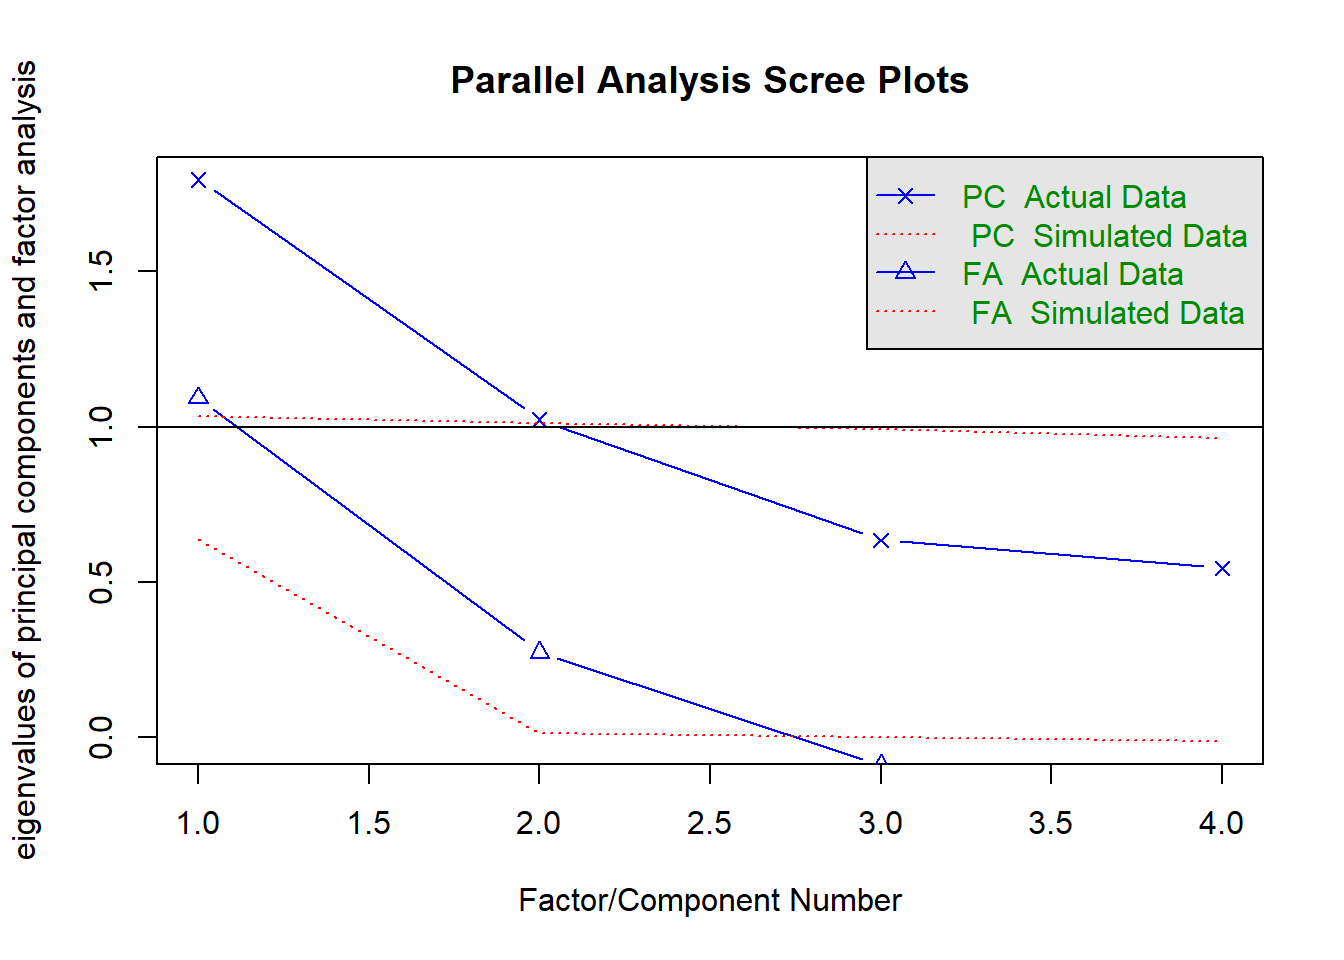 Parallel Analysis Scree Plots
eigenvalues of principal components and factor analysis
PC Actual Data
PC Simulated Data
FA Actual Data
FA Simulated Data
1.5
1.0
0.5
0.0
1.0 1.5 2.0 2.5 3.0 3.5 4.0
Factor/Component Number